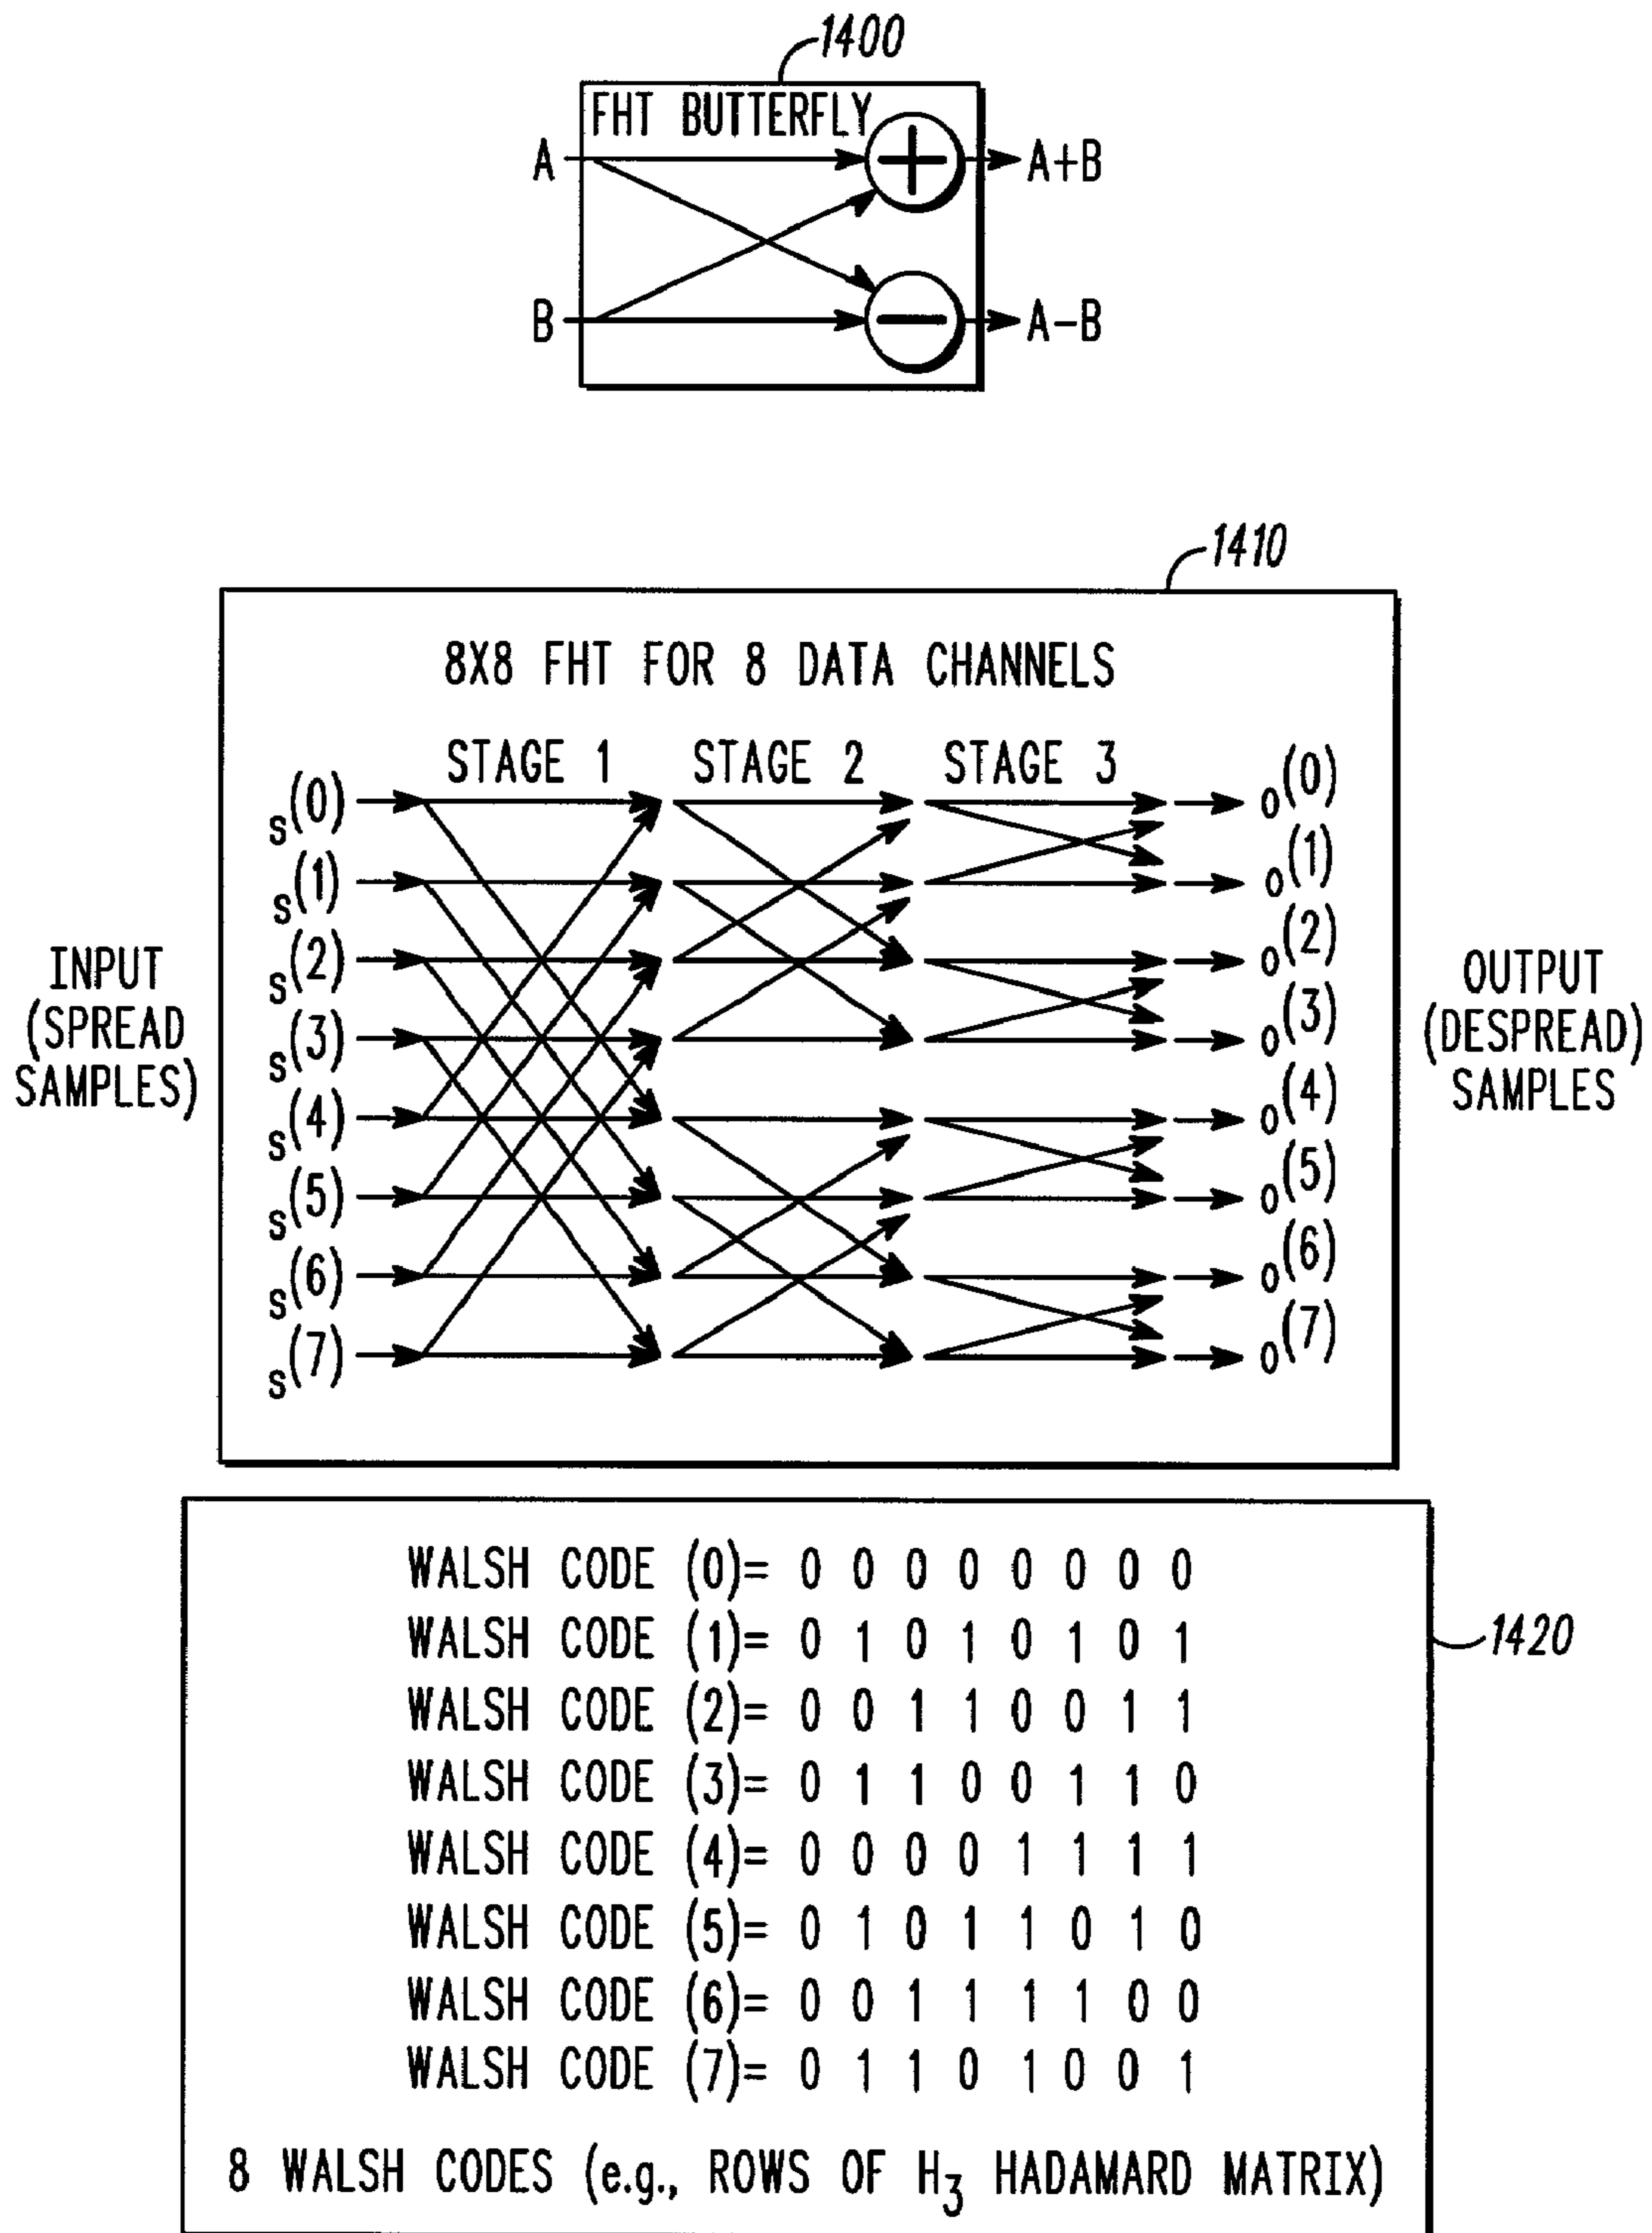 1400
FHT BUTTERFLY
A
A+B
B
A-B
1410
8X8 FHT FOR 8 DATA CHANNELS
STAGE 1 STAGE 2 STAGE 3
s(0)
s(1)
s(2)
s(3)
s(4)
s(5)
s(6)
s(7)
INPUT
(SPREAD
SAMPLES)
o(0)
o(1)
o(2)
o(3)
o(4)
o(5)
o(6)
o(7)
OUTPUT
(DESPREAD)
SAMPLES
WALSH CODE (0)= 0 0 0 0 0 0 0 0
WALSH CODE (1)= 0 1 0 1 0 1 0 1
1420
WALSH CODE (2)= 0 0 1 1 0 0 1 1
WALSH CODE (3)= 0 1 1 0 0 1 1 0
WALSH CODE (4)= 0 0 0 0 1 1 1 1
WALSH CODE (5)= 0 1 0 1 1 0 1 0
WALSH CODE (6)= 0 0 1 1 1 1 0 0
WALSH CODE (7)= 0 1 1 0 1 0 0 1
8 WALSH CODES (e.g., ROWS OF H3 HADAMARD MATRIX)